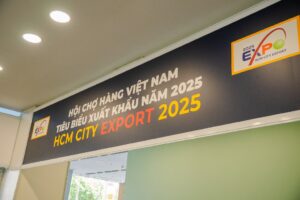 HỘI CHỢ HÀNG VIỆT NAM
TIÊU BIỂU XUẤT KHẨU NĂM 2025
HCM CITY EXPORT 2025
EXPO